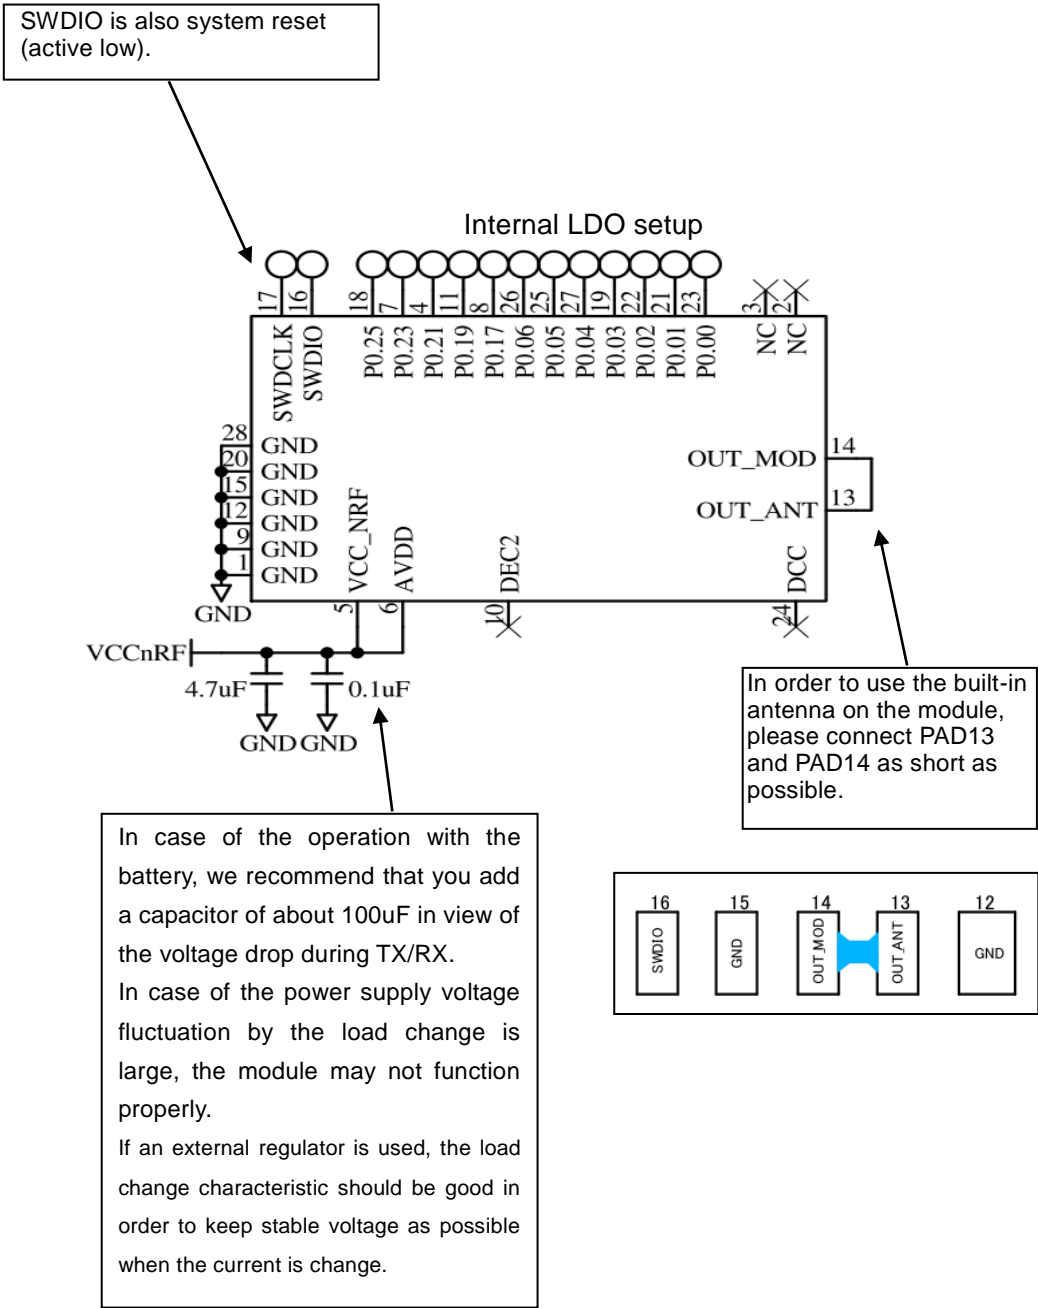 SWDIO is also system reset
(active low).
Internal LDO setup
17
16
18
7
4
11
8
26
25
27
19
22
21
23
3
2
SWDCLK
SWDIO
P0.25
P0.23
P0.21
P0.19
P0.17
P0.06
P0.05
P0.04
P0.03
P0.02
P0.01
P0.00
NC
NC
28 GND
20 GND
15 GND
12 GND
9 GND
1 GND
GND
OUT_MOD 14
OUT_ANT 13
VCC_NRF
AVDD
DEC2
DCC
5
6
10
24
VCCnRF
4.7uF
0.1uF
GND
GND
In order to use the built-in
antenna on the module,
please connect PAD13
and PAD14 as short as
possible.
In case of the operation with the
battery, we recommend that you add
a capacitor of about 100uF in view of
the voltage drop during TX/RX.
In case of the power supply voltage
fluctuation by the load change is
large, the module may not function
properly.
If an external regulator is used, the load
change characteristic should be good in
order to keep stable voltage as possible
when the current is change.
16
15
14
13
12
SWDIO
GND
OUT_MOD
OUT_ANT
GND